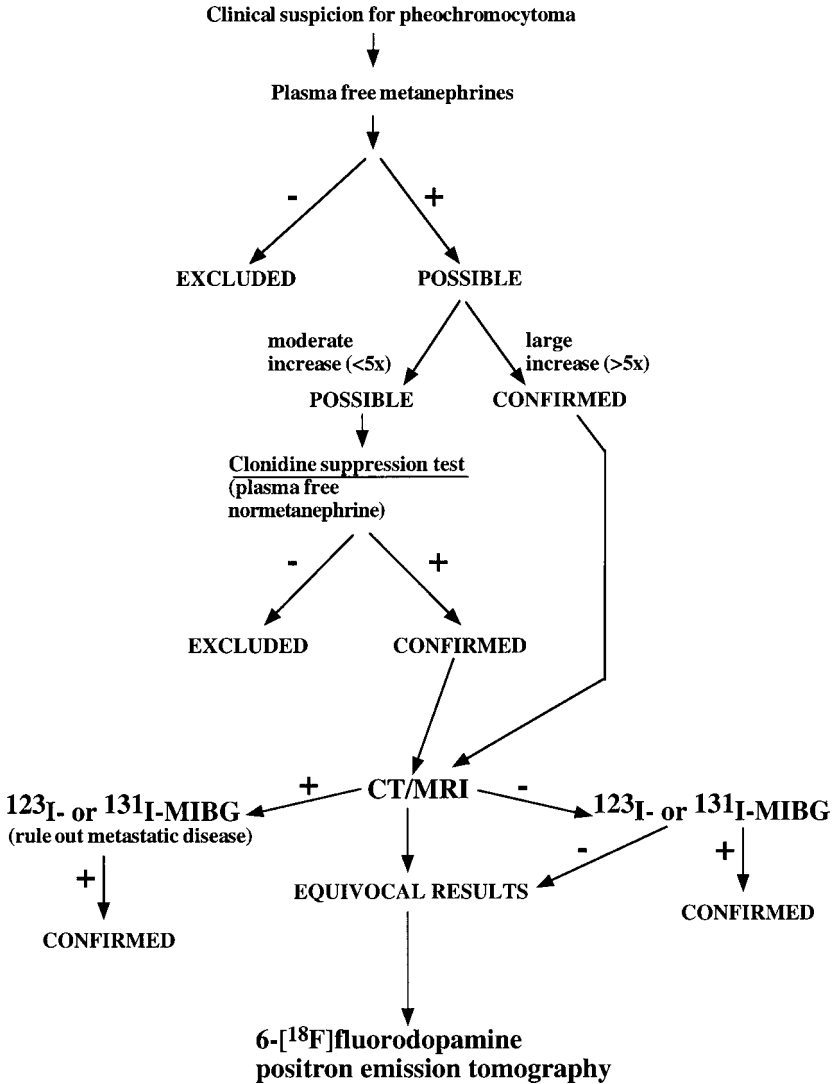 Clinical suspicion for pheochromocytoma
Plasma free metanephrines
- +
EXCLUDED POSSIBLE
moderate
increase (<5x)
large
increase (>5x)
POSSIBLE CONFIRMED
Clonidine suppression test
(plasma free
normetanephrine)
- +
EXCLUDED CONFIRMED
+ CT/MRI -
123I- or 131I-MIBG
(rule out metastatic disease)
123I- or 131I-MIBG
+ - +
EQUIVOCAL RESULTS
CONFIRMED
CONFIRMED
6-[18F]fluorodopamine
positron emission tomography